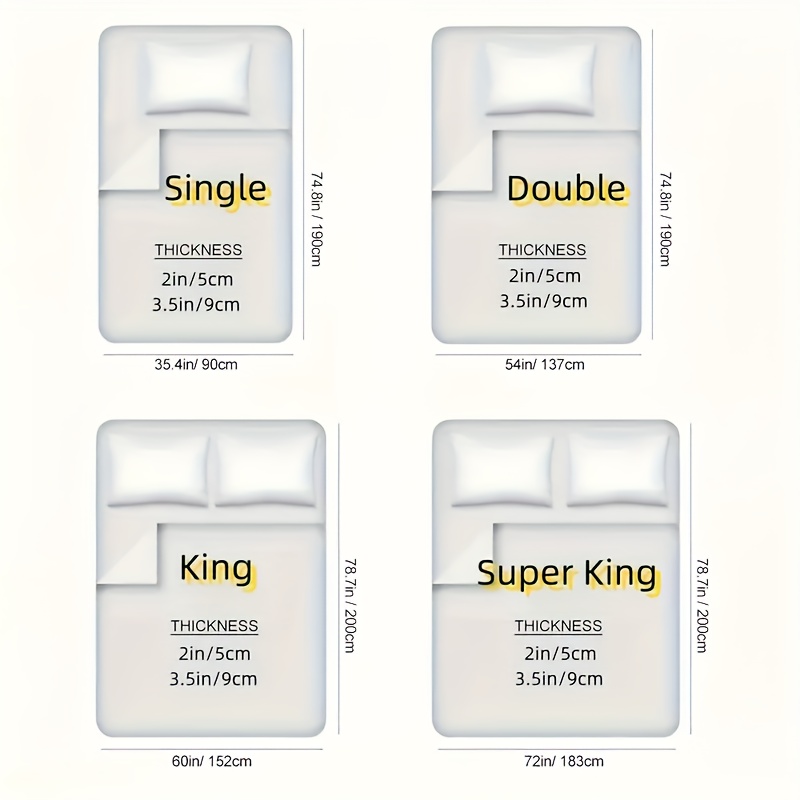 Single
THICKNESS
2in/5cm
3.5in/9cm
74.8in / 190cm
35.4in/ 90cm
Double
THICKNESS
2in/5cm
3.5in/9cm
74.8in / 190cm
54in/ 137cm
King
THICKNESS
2in/5cm
3.5in/9cm
78.7in / 200cm
60in/ 152cm
Super King
THICKNESS
2in/5cm
3.5in/9cm
78.7in / 200cm
72in/ 183cm